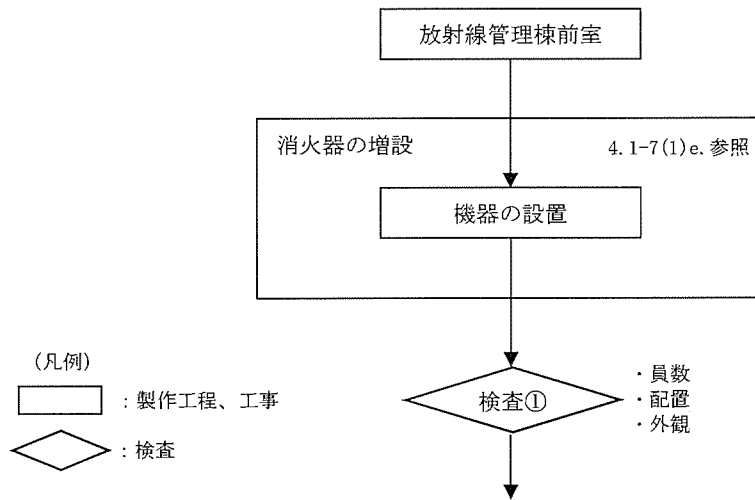 放射線管理棟前室
消火器の増設
4.1-7(1)e.参照
機器の設置
検査①
・員数
・配置
・外観
(凡例)
：製作工程、工事
：検査